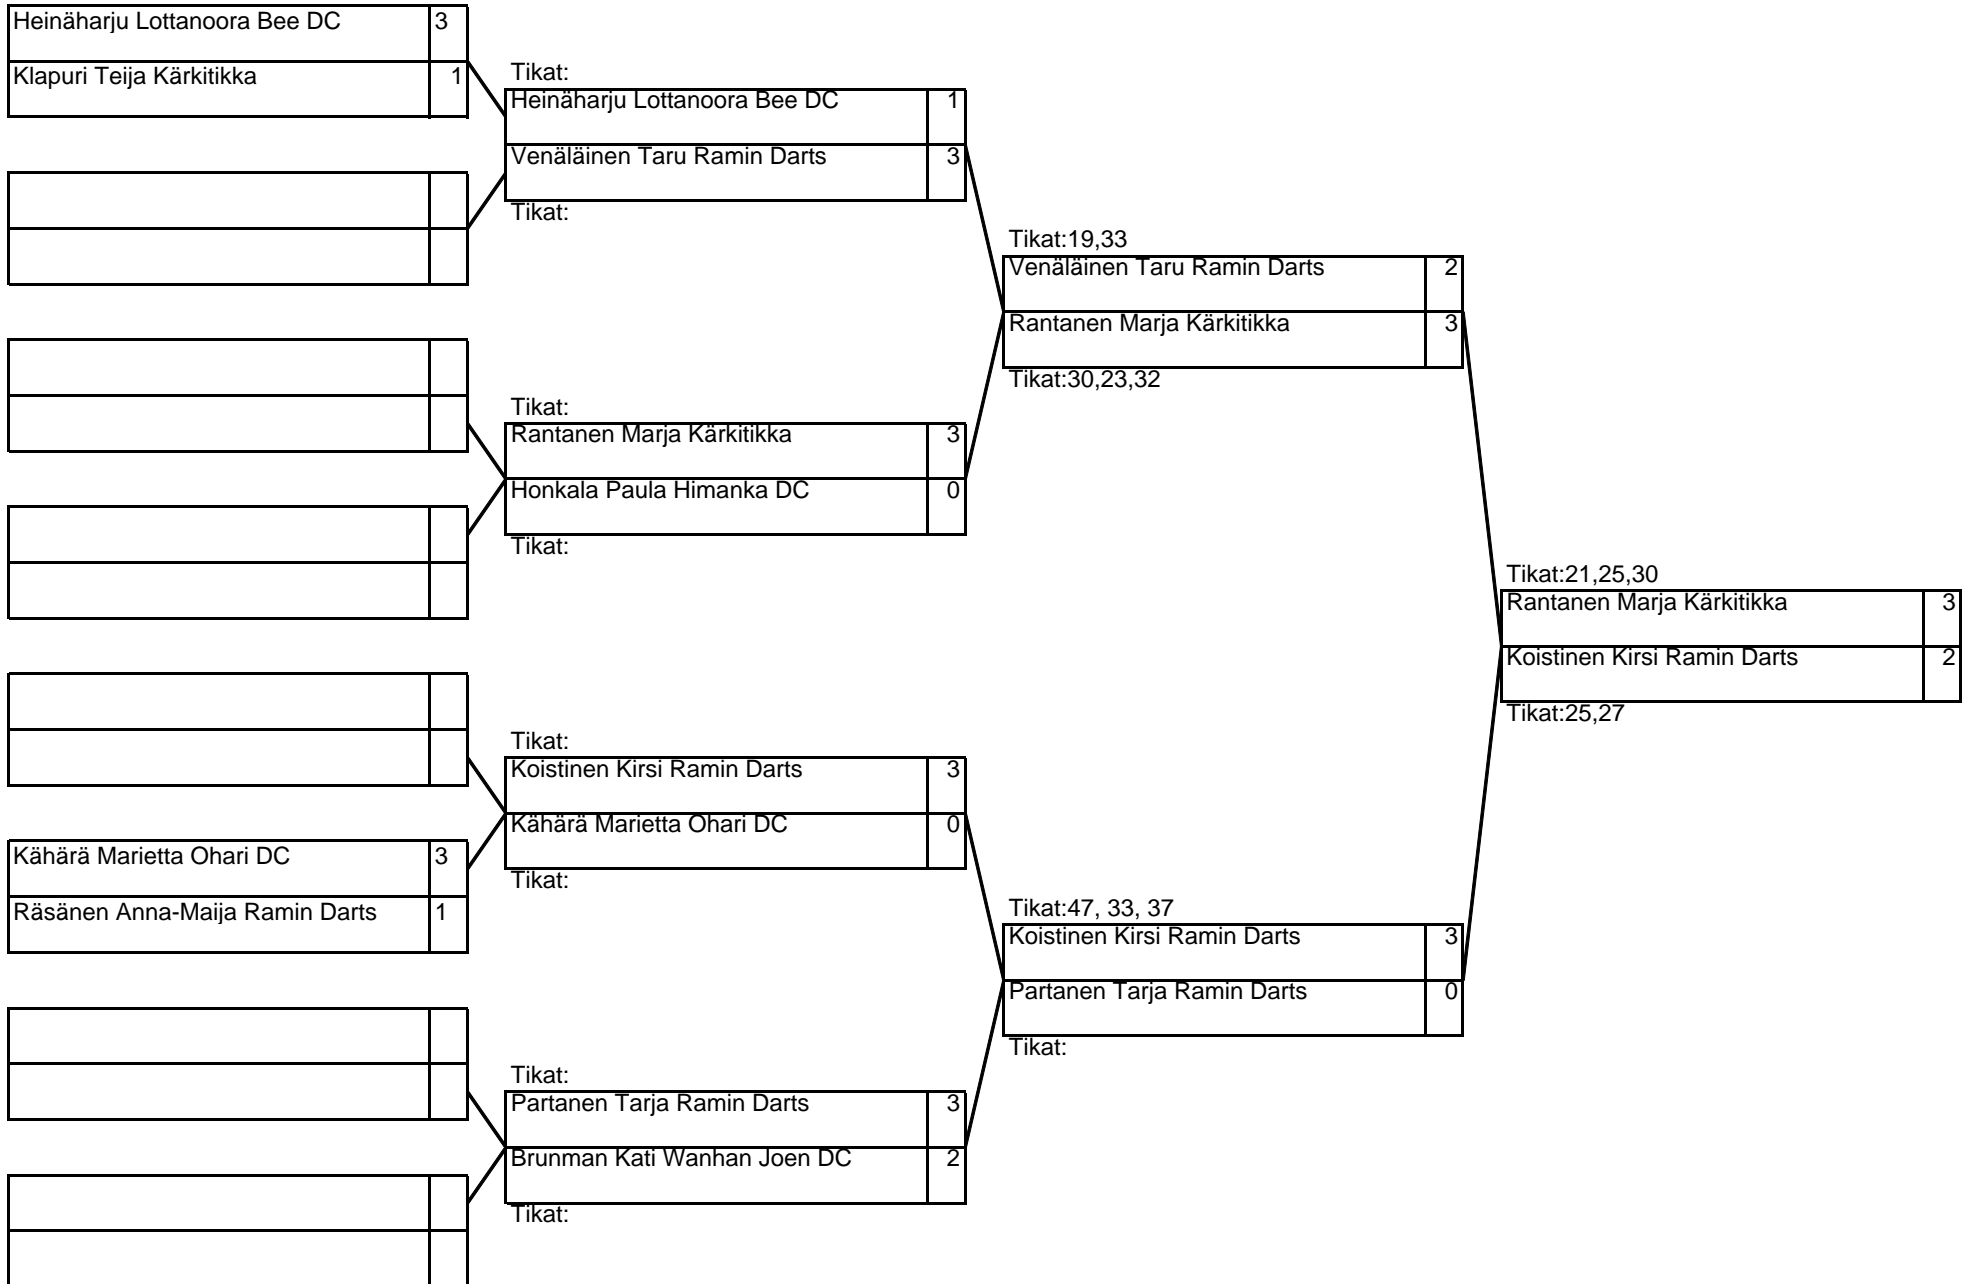 Heinäharju Lottanoora Bee DC 3
Klapuri Teija Kärkitikka 1
Kähärä Marietta Ohari DC 3
Räsänen Anna-Maija Ramin Darts 1
Tikat:
Heinäharju Lottanoora Bee DC 1
Venäläinen Taru Ramin Darts 3
Tikat:
Tikat:
Rantanen Marja Kärkitikka 3
Honkala Paula Himanka DC 0
Tikat:
Tikat:
Koistinen Kirsi Ramin Darts 3
Kähärä Marietta Ohari DC 0
Tikat:
Tikat:
Partanen Tarja Ramin Darts 3
Brunman Kati Wanhan Joen DC 2
Tikat:
Tikat:19,33
Venäläinen Taru Ramin Darts 2
Rantanen Marja Kärkitikka 3
Tikat:30,23,32
Tikat:47, 33, 37
Koistinen Kirsi Ramin Darts 3
Partanen Tarja Ramin Darts 0
Tikat:
Tikat:21,25,30
Rantanen Marja Kärkitikka 3
Koistinen Kirsi Ramin Darts 2
Tikat:25,27